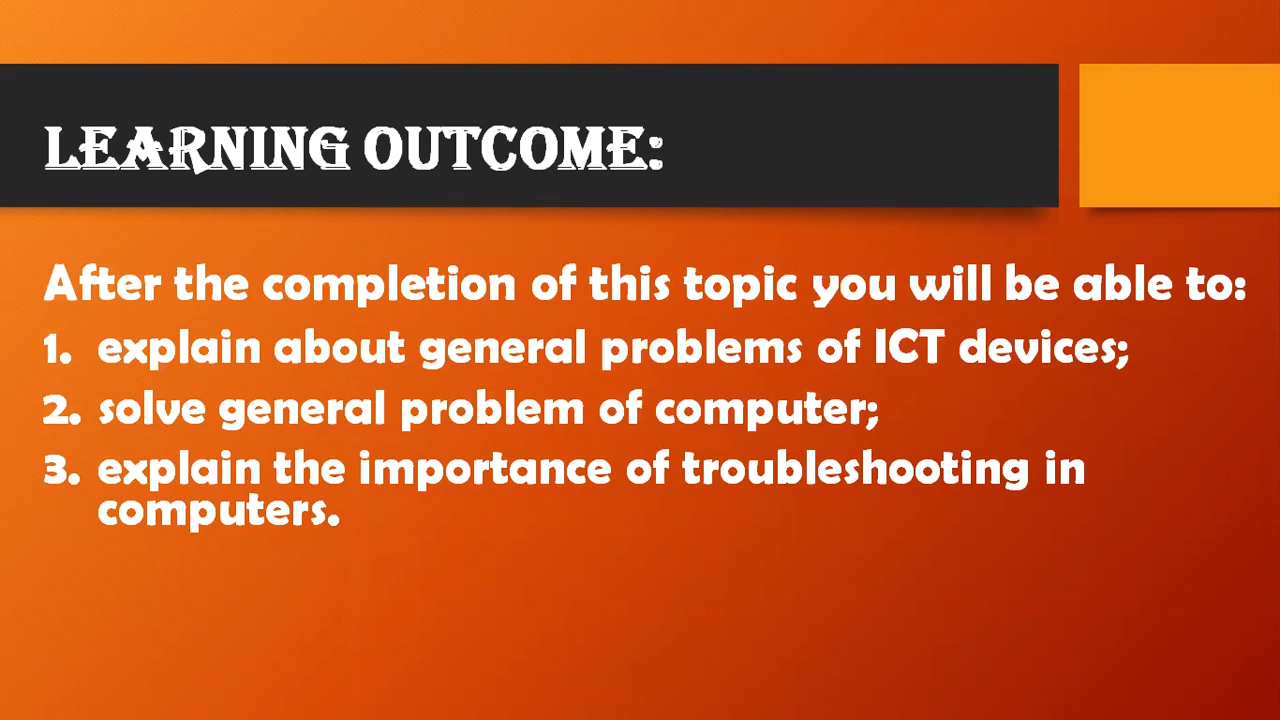 LEARNING OUTCOME:
After the completion of this topic you will be able to:
1. explain about general problems of ICT devices;
2. solve general problem of computer;
3. explain the importance of troubleshooting in
computers.